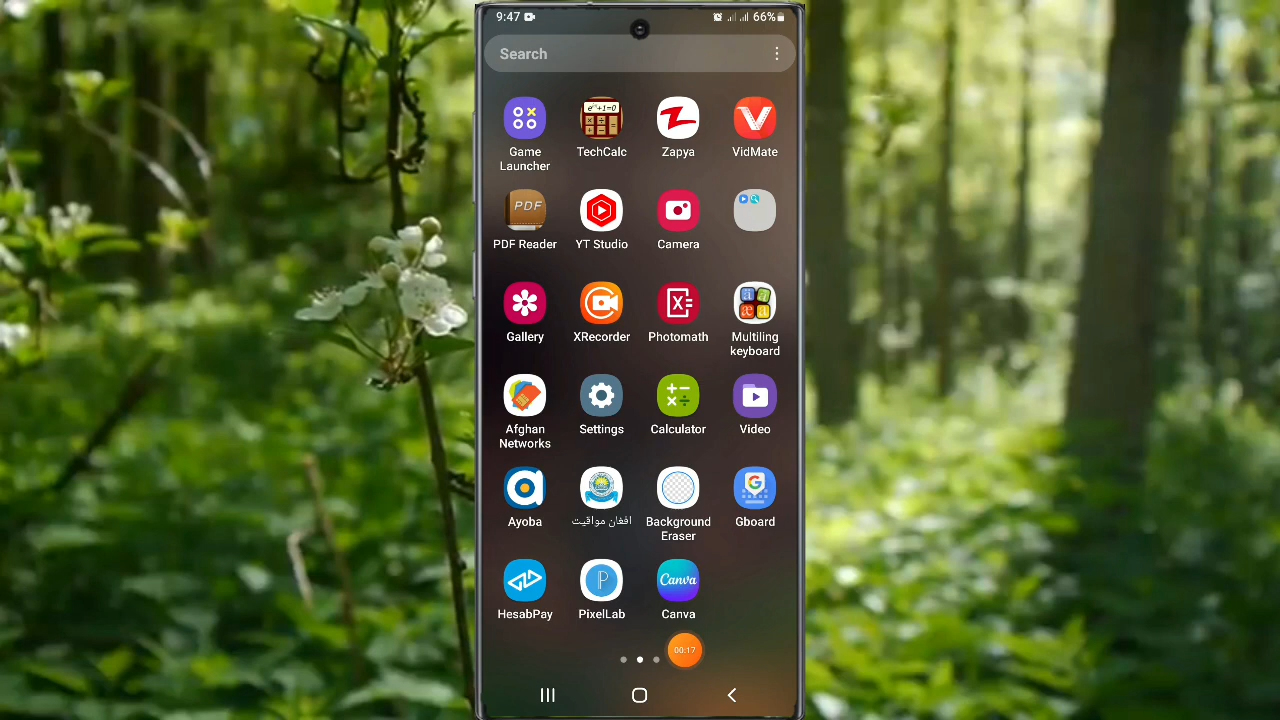 9:47
66%
Search
Game
Launcher
TechCalc
Zapya
VidMate
PDF
PDF Reader
YT Studio
Camera
Gallery
XRecorder
Photomath
Multiling
keyboard
Afghan
Networks
Settings
Calculator
Video
Ayoba
افغان مواقيت
Background
Eraser
Gboard
HesabPay
PixelLab
Canva
Canva
00:17